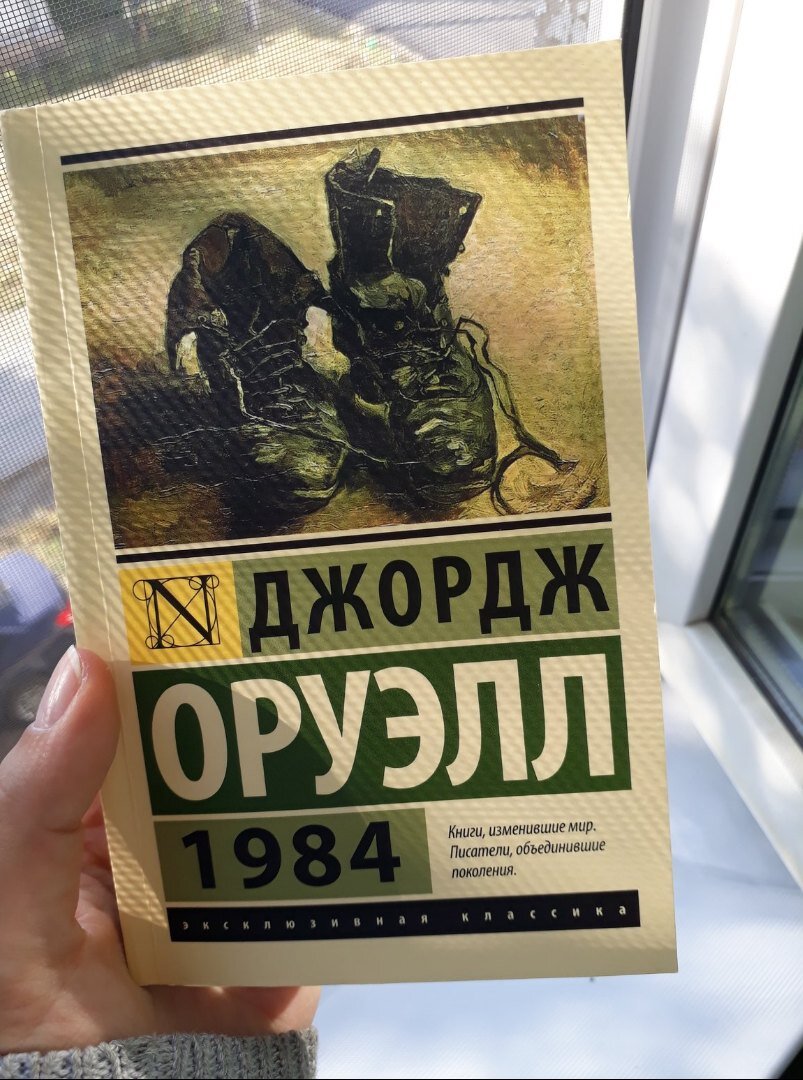 N ДЖОРДЖ
ОРУЭЛЛ
1984
Книги, изменившие мир.
Писатели, объединившие
поколения.
эксклюзивная классика